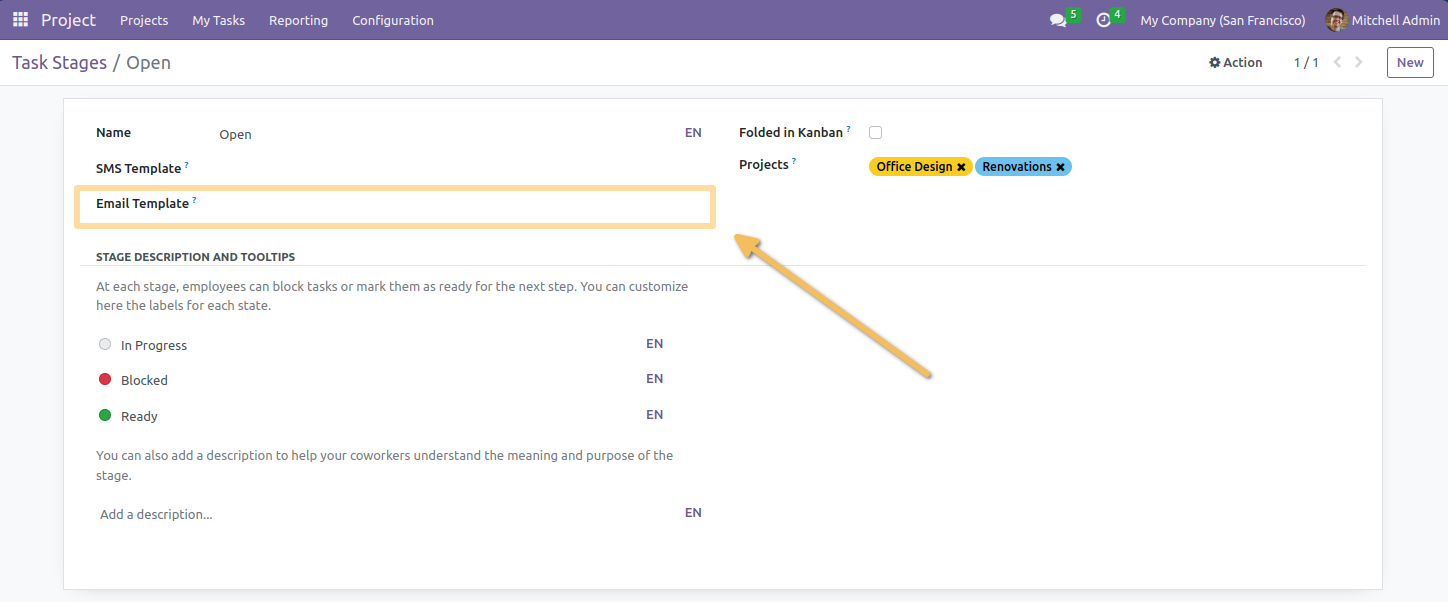 Project Projects My Tasks Reporting Configuration 5 4 My Company (San Francisco) Mitchell Admin
Task Stages / Open Action 1 / 1 New
Name Open EN
SMS Template ?
Email Template ?
Folded in Kanban ?
Projects ? Office Design ✖ Renovations ✖
STAGE DESCRIPTION AND TOOLTIPS
At each stage, employees can block tasks or mark them as ready for the next step. You can customize
here the labels for each state.
In Progress EN
Blocked EN
Ready EN
You can also add a description to help your coworkers understand the meaning and purpose of the
stage.
Add a description... EN